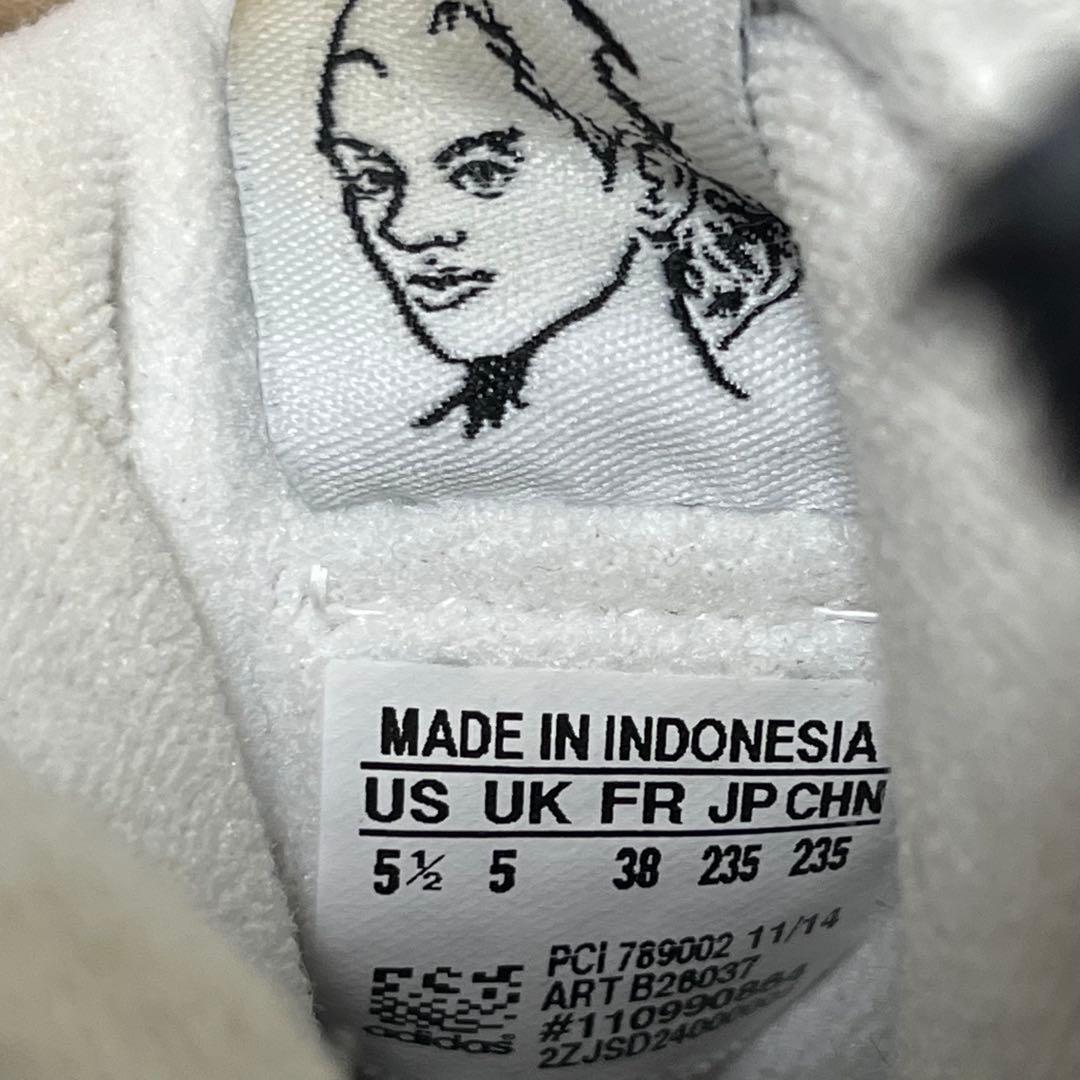 MADE IN INDONESIA
US UK FR JP CHN
5½ 5 38 235 235
PCI 789002 11/14
ART B26037
adidas